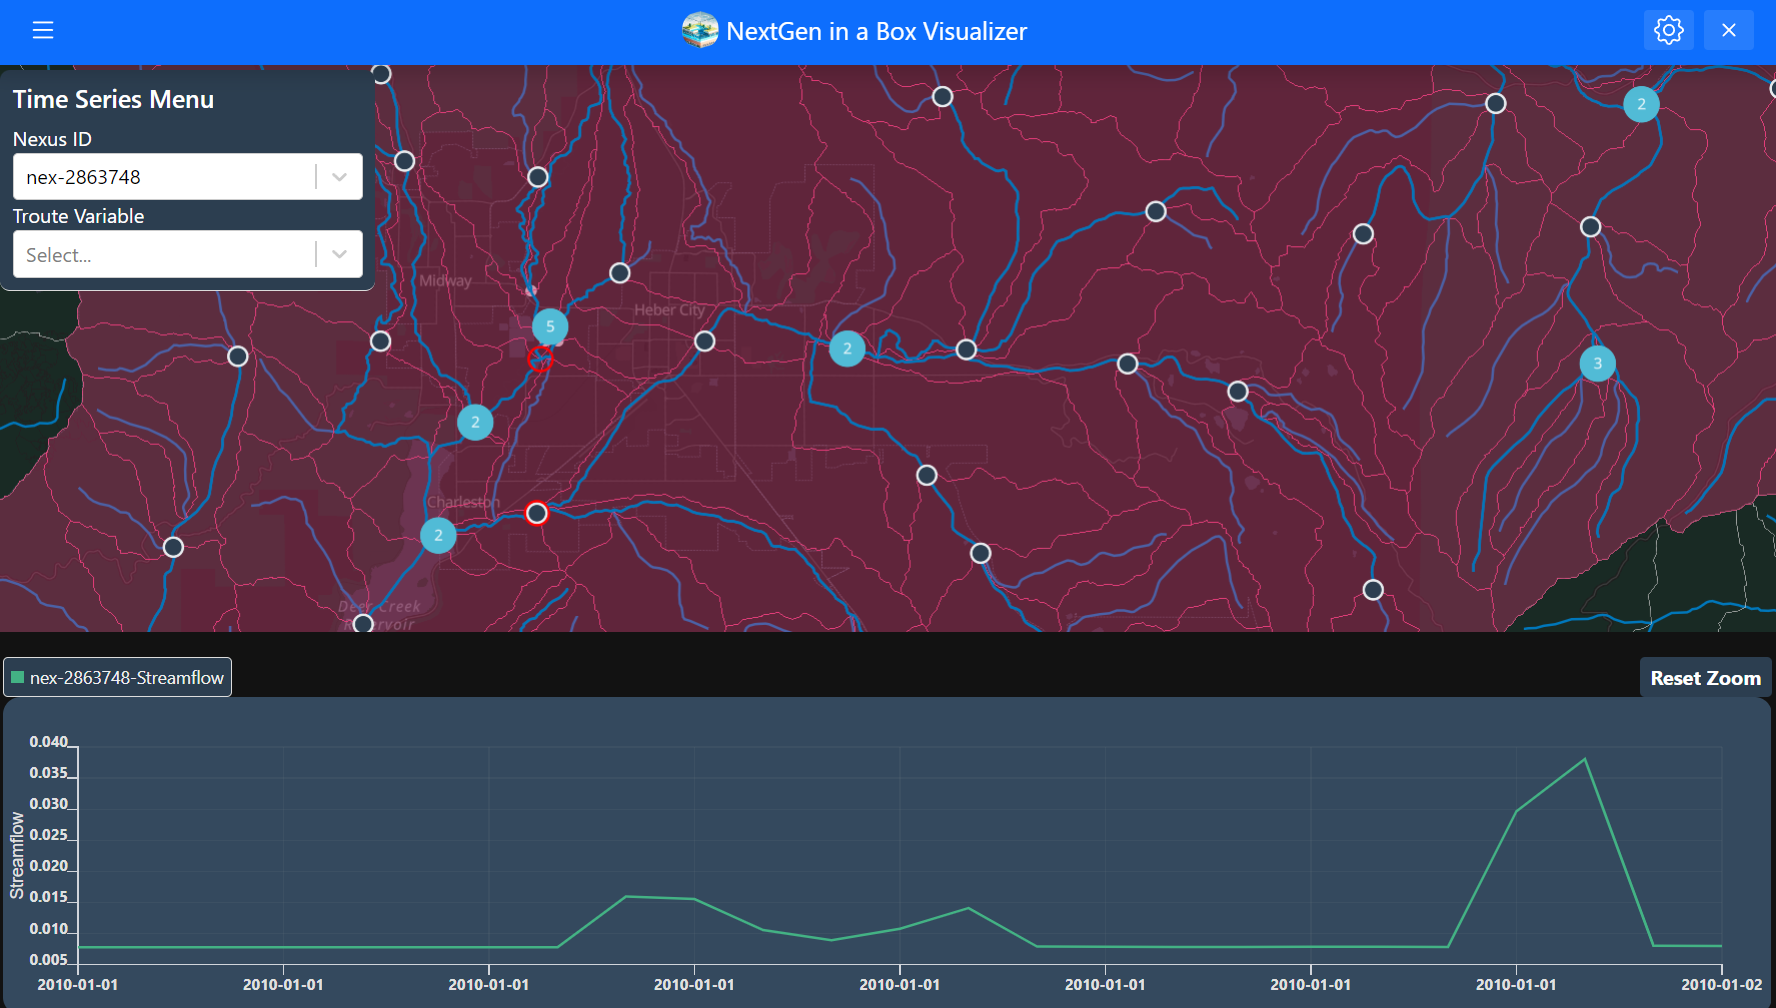 NextGen in a Box Visualizer
Time Series Menu
Nexus ID
nex-2863748
Troute Variable
Select...
2
Midway
Heber City
5
2
3
2
Charleston
2
Deer Creek
Reservoir
nex-2863748-Streamflow
Reset Zoom
Streamflow
0.040
0.035
0.030
0.025
0.020
0.015
0.010
0.005
2010-01-01
2010-01-01
2010-01-01
2010-01-01
2010-01-01
2010-01-01
2010-01-01
2010-01-01
2010-01-02